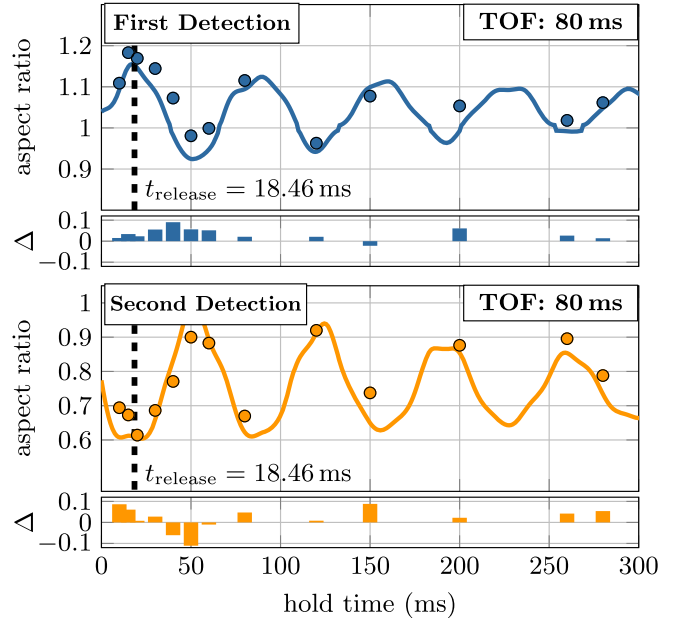 First Detection
TOF: 80 ms
1.2
1.1
1
0.9
aspect ratio
t_release = 18.46 ms
0.1
0
−0.1
Δ
Second Detection
TOF: 80 ms
1
0.9
0.8
0.7
0.6
aspect ratio
t_release = 18.46 ms
0.1
0
−0.1
Δ
0 50 100 150 200 250 300
hold time (ms)